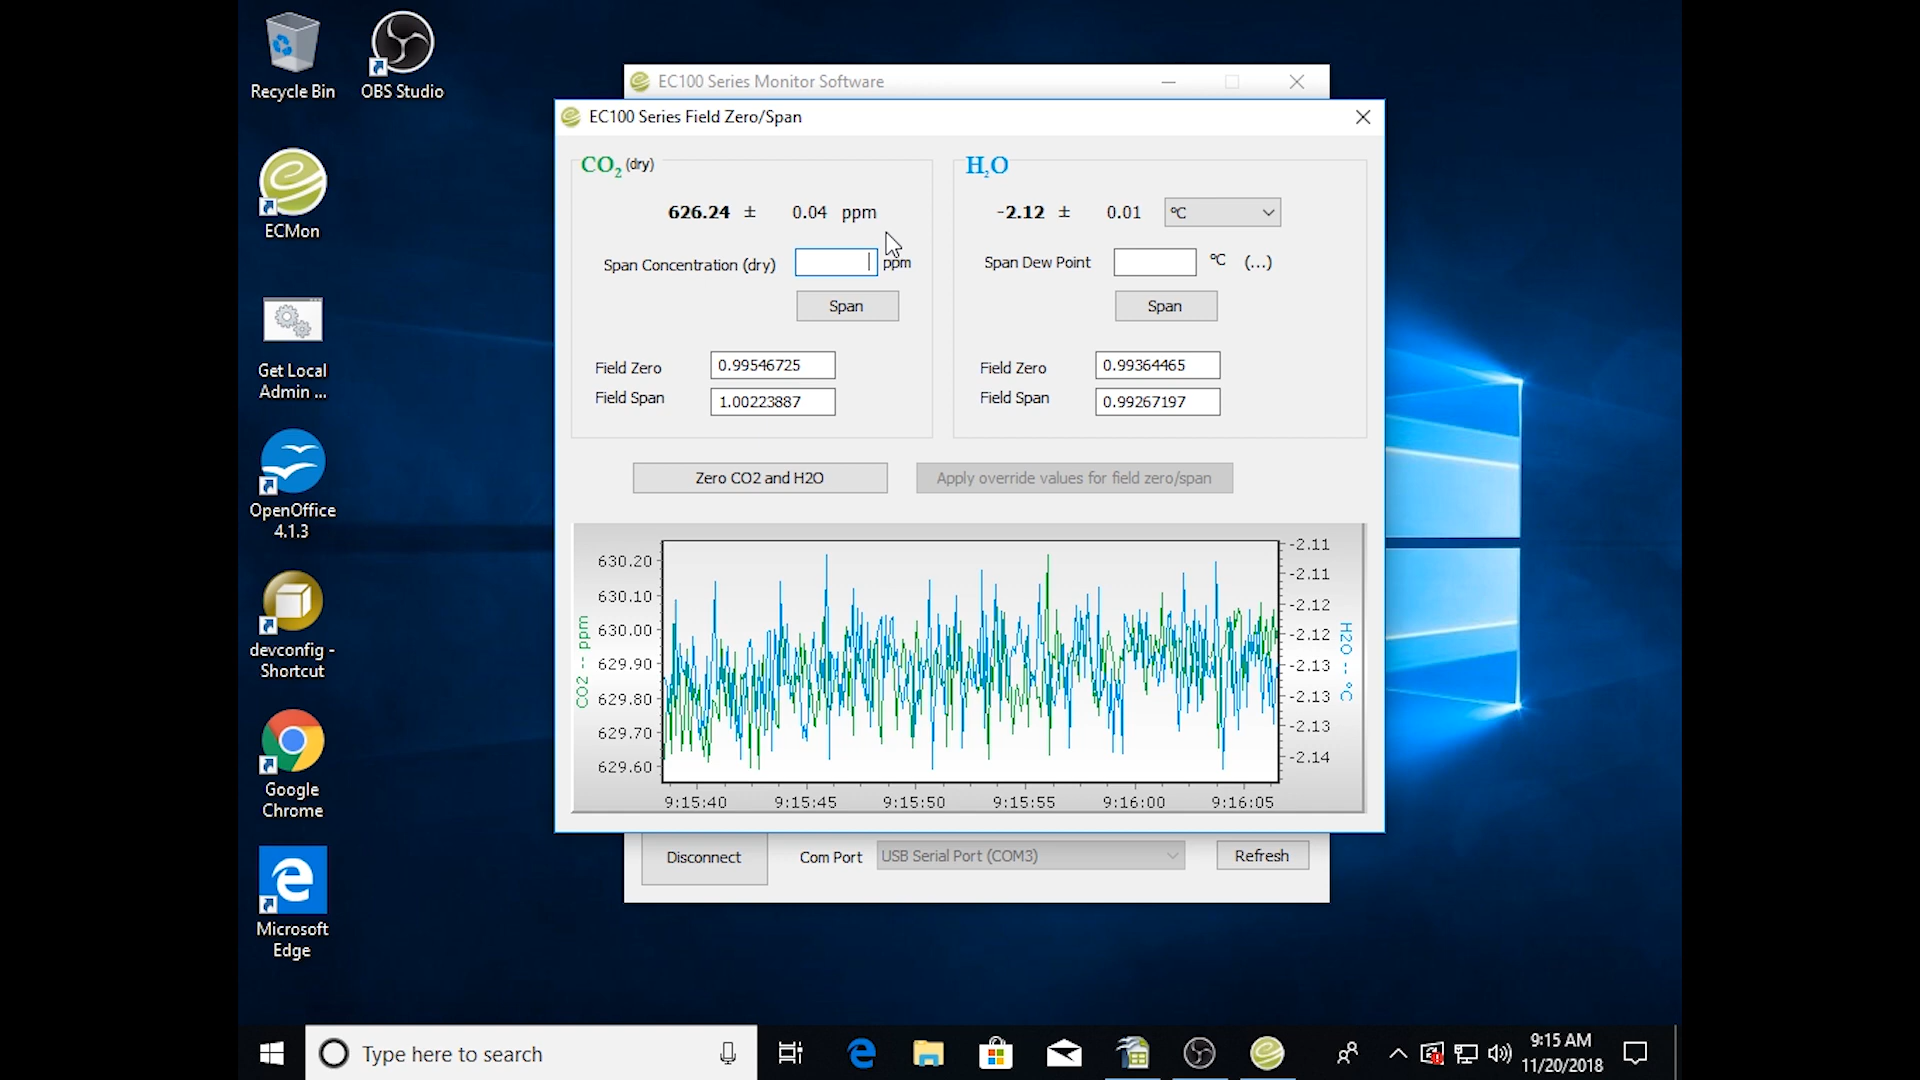 Recycle Bin
OBS Studio
ECMon
Get Local
Admin ...
OpenOffice
4.1.3
devconfig -
Shortcut
Google
Chrome
Microsoft
Edge
EC100 Series Monitor Software
EC100 Series Field Zero/Span
CO₂ (dry)
626.24 ± 0.04 ppm
Span Concentration (dry) ppm
Span
Field Zero 0.99546725
Field Span 1.00223887
H₂O
-2.12 ± 0.01 ºC
Span Dew Point ºC (...)
Span
Field Zero 0.99364465
Field Span 0.99267197
Zero CO2 and H2O
Apply override values for field zero/span
CO2 -- ppm
630.20
630.10
630.00
629.90
629.80
629.70
629.60
-2.11
-2.11
-2.12
-2.12
-2.13
-2.13
-2.13
-2.14
H2O -- ºC
9:15:40 9:15:45 9:15:50 9:15:55 9:16:00 9:16:05
Disconnect Com Port USB Serial Port (COM3) Refresh
Type here to search
9:15 AM
11/20/2018